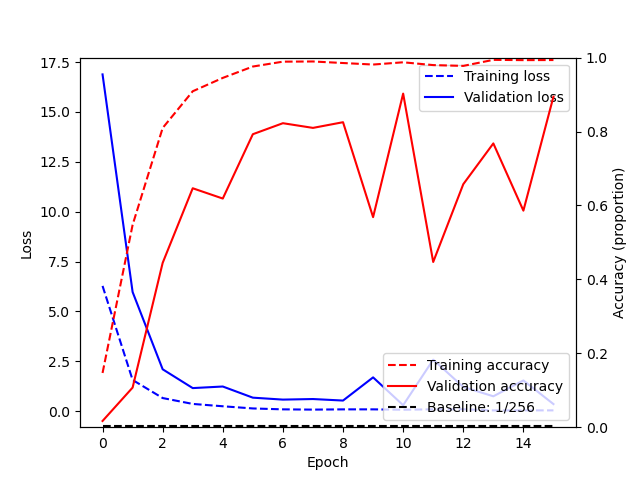 17.5
15.0
12.5
10.0
7.5
5.0
2.5
0.0
Loss
1.0
0.8
0.6
0.4
0.2
0.0
Accuracy (proportion)
Training loss
Validation loss
Training accuracy
Validation accuracy
Baseline: 1/256
0 2 4 6 8 10 12 14
Epoch